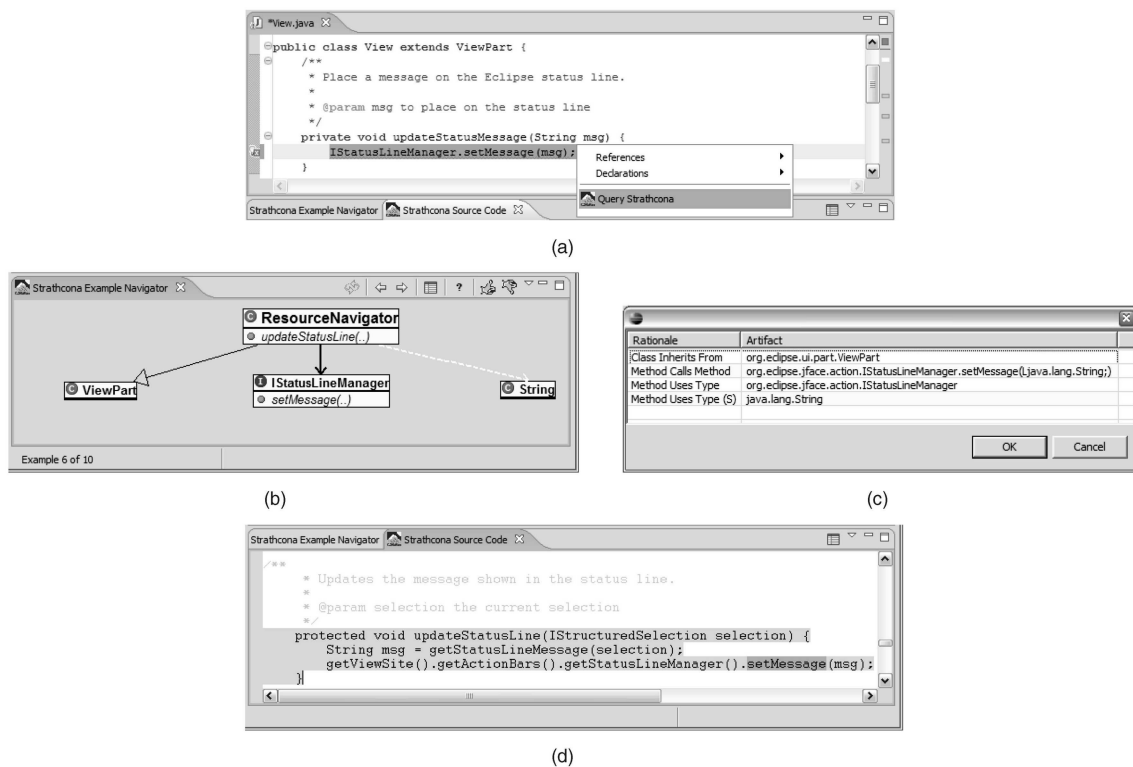 *View.java
public class View extends ViewPart {
/**
* Place a message on the Eclipse status line.
*
* @param msg to place on the status line
*/
private void updateStatusMessage(String msg) {
IStatusLineManager.setMessage(msg);
}
References
Declarations
Query Strathcona
Strathcona Example Navigator Strathcona Source Code
(a)
Strathcona Example Navigator
?
C ResourceNavigator
updateStatusLine(..)
C ViewPart
I IStatusLineManager
setMessage(..)
C String
Example 6 of 10
(b)
Rationale Artifact
Class Inherits From org.eclipse.ui.part.ViewPart
Method Calls Method org.eclipse.jface.action.IStatusLineManager.setMessage(Ljava.lang.String;)
Method Uses Type org.eclipse.jface.action.IStatusLineManager
Method Uses Type (S) java.lang.String
OK Cancel
(c)
Strathcona Example Navigator Strathcona Source Code
/**
* Updates the message shown in the status line.
*
* @param selection the current selection
*/
protected void updateStatusLine(IStructuredSelection selection) {
String msg = getStatusLineMessage(selection);
getViewSite().getActionBars().getStatusLineManager().setMessage(msg);
}
(d)